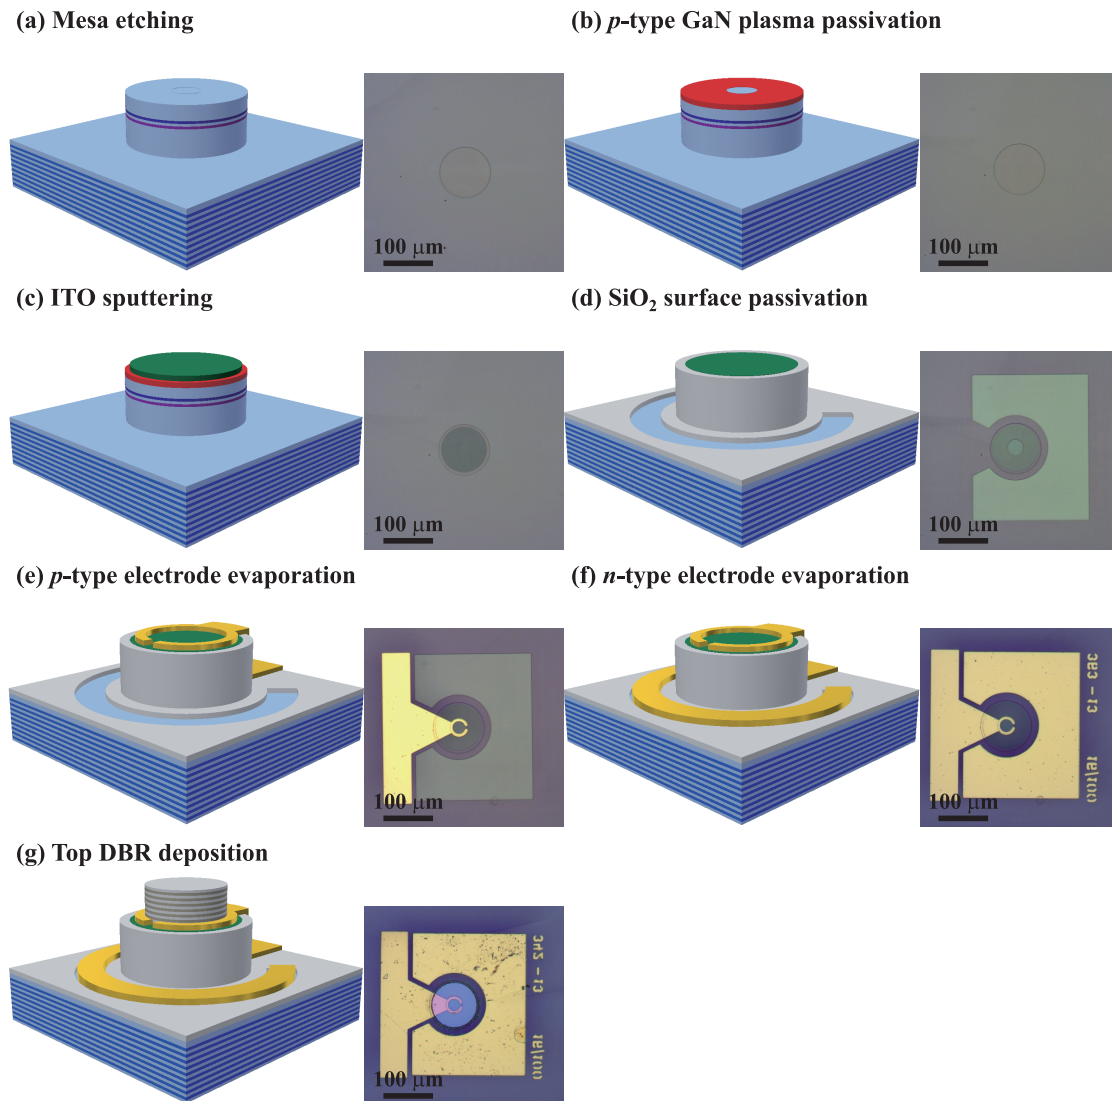 (a) Mesa etching
(b) p-type GaN plasma passivation
100 μm
100 μm
(c) ITO sputtering
(d) SiO₂ surface passivation
100 μm
100 μm
(e) p-type electrode evaporation
(f) n-type electrode evaporation
100 μm
100 μm
(g) Top DBR deposition
100 μm